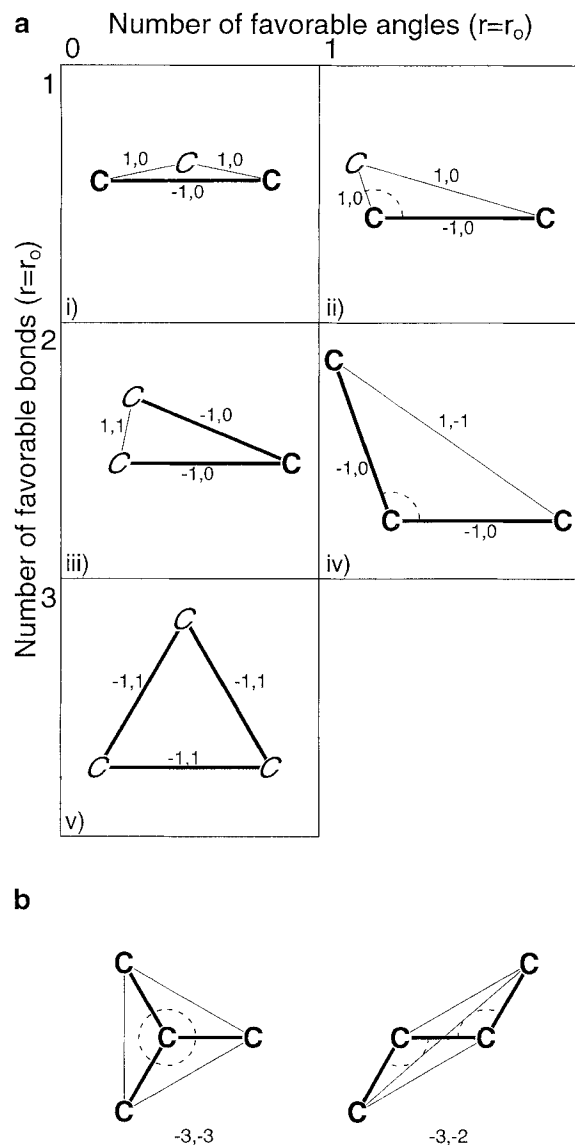 a Number of favorable angles (r=rₒ)
0 1
Number of favorable bonds (r=rₒ)
1
1,0 C 1,0
C -1,0 C
i)
C
1,0
1,0
C -1,0 C
ii)
2
C
1,1 -1,0
C -1,0 C
iii)
C
1,-1
-1,0
C -1,0 C
iv)
3
C
-1,1 -1,1
C -1,1 C
v)
b
C
C C
C
-3,-3
C
C C
C
-3,-2